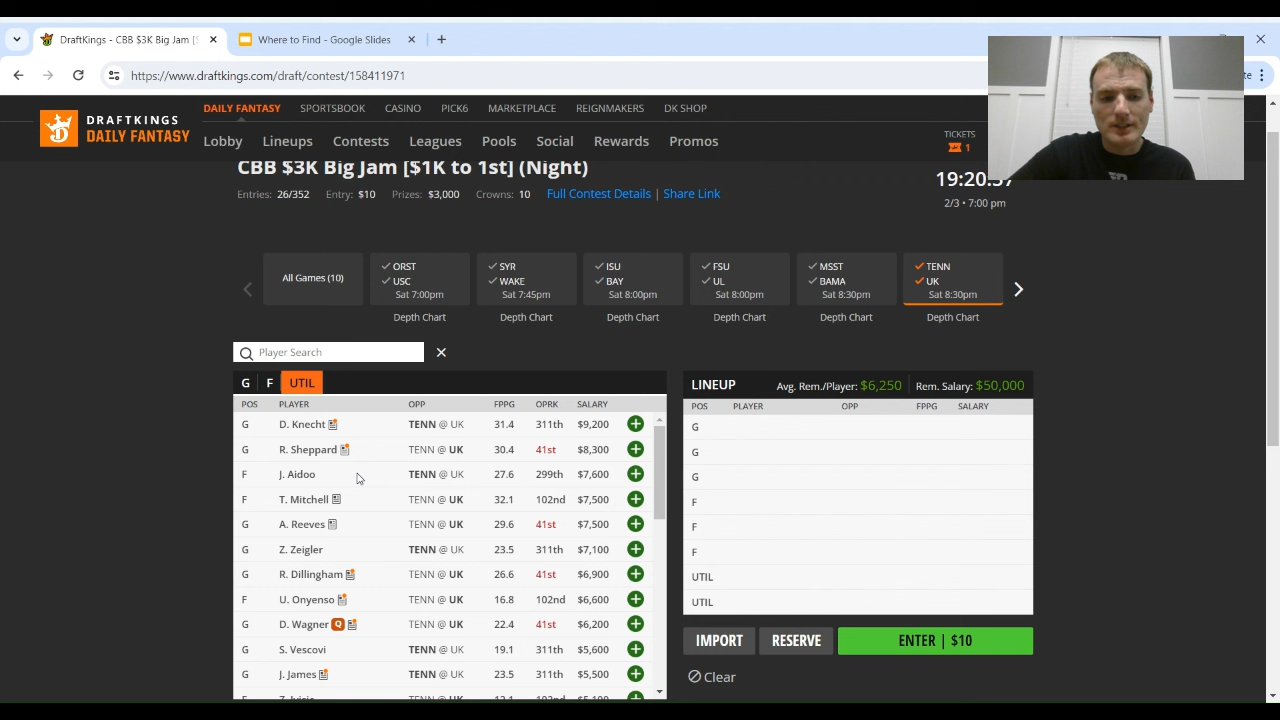 DraftKings - CBB $3K Big Jam [$
Where to Find - Google Slides
https://www.draftkings.com/draft/contest/158411971
DRAFTKINGS
DAILY FANTASY
DAILY FANTASY SPORTSBOOK CASINO PICK6 MARKETPLACE REIGNMAKERS DK SHOP
Lobby Lineups Contests Leagues Pools Social Rewards Promos
TICKETS
1
CBB $3K Big Jam [$1K to 1st] (Night)
Entries: 26/352 Entry: $10 Prizes: $3,000 Crowns: 10 Full Contest Details | Share Link
2/3 • 7:00 pm
All Games (10)
ORST
USC
Sat 7:00pm
Depth Chart
SYR
WAKE
Sat 7:45pm
Depth Chart
ISU
BAY
Sat 8:00pm
Depth Chart
FSU
UL
Sat 8:00pm
Depth Chart
MSST
BAMA
Sat 8:30pm
Depth Chart
TENN
UK
Sat 8:30pm
Depth Chart
Player Search
G F UTIL
POS PLAYER OPP FPPG OPRK SALARY
G D. Knecht TENN @ UK 31.4 311th $9,200
G R. Sheppard TENN @ UK 30.4 41st $8,300
F J. Aidoo TENN @ UK 27.6 299th $7,600
F T. Mitchell TENN @ UK 32.1 102nd $7,500
G A. Reeves TENN @ UK 29.6 41st $7,500
G Z. Zeigler TENN @ UK 23.5 311th $7,100
G R. Dillingham TENN @ UK 26.6 41st $6,900
F U. Onyenso TENN @ UK 16.8 102nd $6,600
G D. Wagner Q TENN @ UK 22.4 41st $6,200
G S. Vescovi TENN @ UK 19.1 311th $5,600
G J. James TENN @ UK 23.5 311th $5,500
LINEUP Avg. Rem./Player: $6,250 Rem. Salary: $50,000
POS PLAYER OPP FPPG SALARY
G
G
G
F
F
F
UTIL
UTIL
IMPORT RESERVE ENTER | $10
Clear